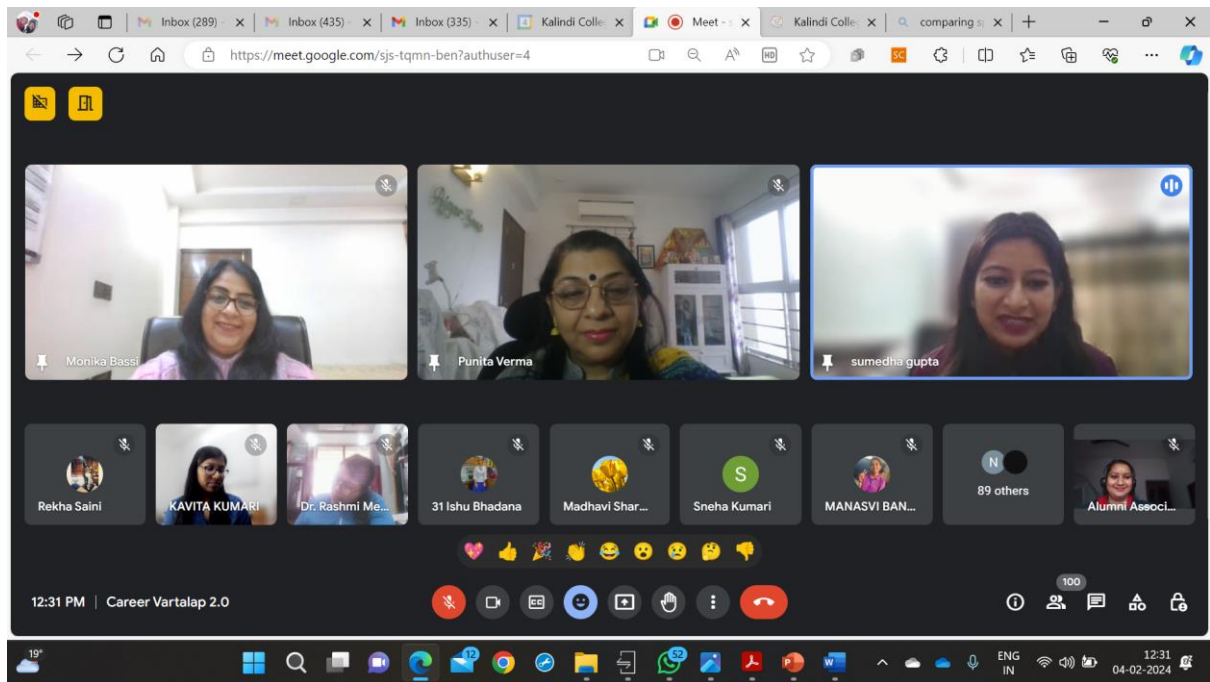 Inbox (289) -
Inbox (435) -
Inbox (335) -
Kalindi Colle
Meet - s
Kalindi Colle
comparing s
https://meet.google.com/sjs-tqmn-ben?authuser=4
HD
SC
Monika Bassi
Punita Verma
sumedha gupta
Rekha Saini
KAVITA KUMARI
Dr. Rashmi Me...
31 Ishu Bhadana
Madhavi Shar...
S
Sneha Kumari
MANASVI BAN...
N
89 others
Alumni Associ...
12:31 PM | Career Vartalap 2.0
CC
100
19°
12
52
ENG
IN
12:31
04-02-2024